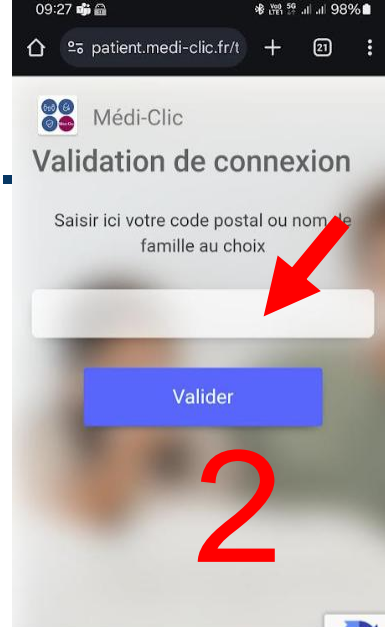 09:27 98%
patient.medi-clic.fr/t 21
Médi-Clic
Validation de connexion
Saisir ici votre code postal ou nom de
famille au choix
Valider
2